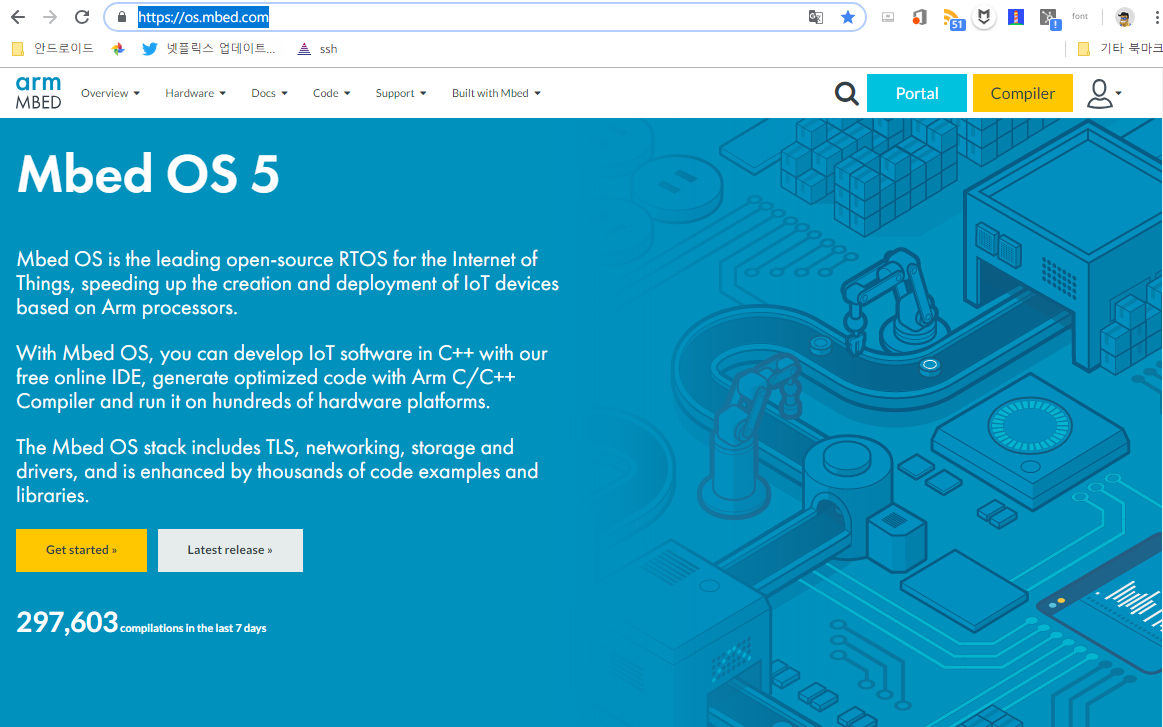 https://os.mbed.com
51
!
font
안드로이드
넷플릭스 업데이트...
ssh
기타 북마크
arm
MBED
Overview
Hardware
Docs
Code
Support
Built with Mbed
Portal
Compiler
Mbed OS 5
Mbed OS is the leading open-source RTOS for the Internet of
Things, speeding up the creation and deployment of IoT devices
based on Arm processors.
With Mbed OS, you can develop IoT software in C++ with our
free online IDE, generate optimized code with Arm C/C++
Compiler and run it on hundreds of hardware platforms.
The Mbed OS stack includes TLS, networking, storage and
drivers, and is enhanced by thousands of code examples and
libraries.
Get started »
Latest release »
297,603 compilations in the last 7 days